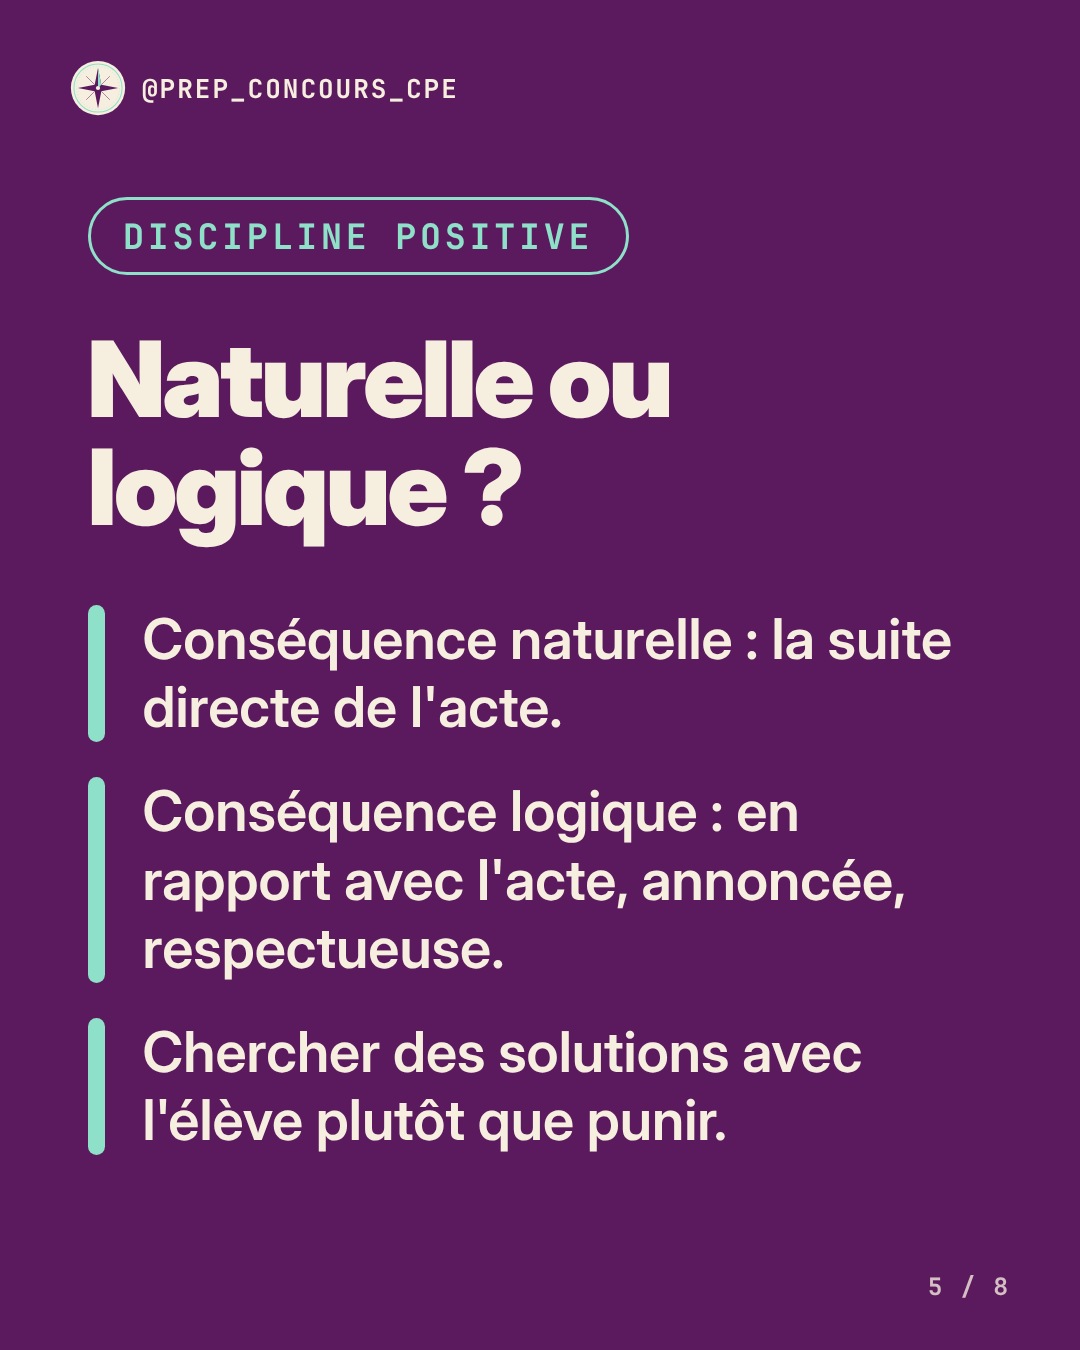 @PREP_CONCOURS_CPE
DISCIPLINE POSITIVE
Naturelle ou
logique ?
Conséquence naturelle : la suite
directe de l'acte.
Conséquence logique : en
rapport avec l'acte, annoncée,
respectueuse.
Chercher des solutions avec
l'élève plutôt que punir.
5 / 8